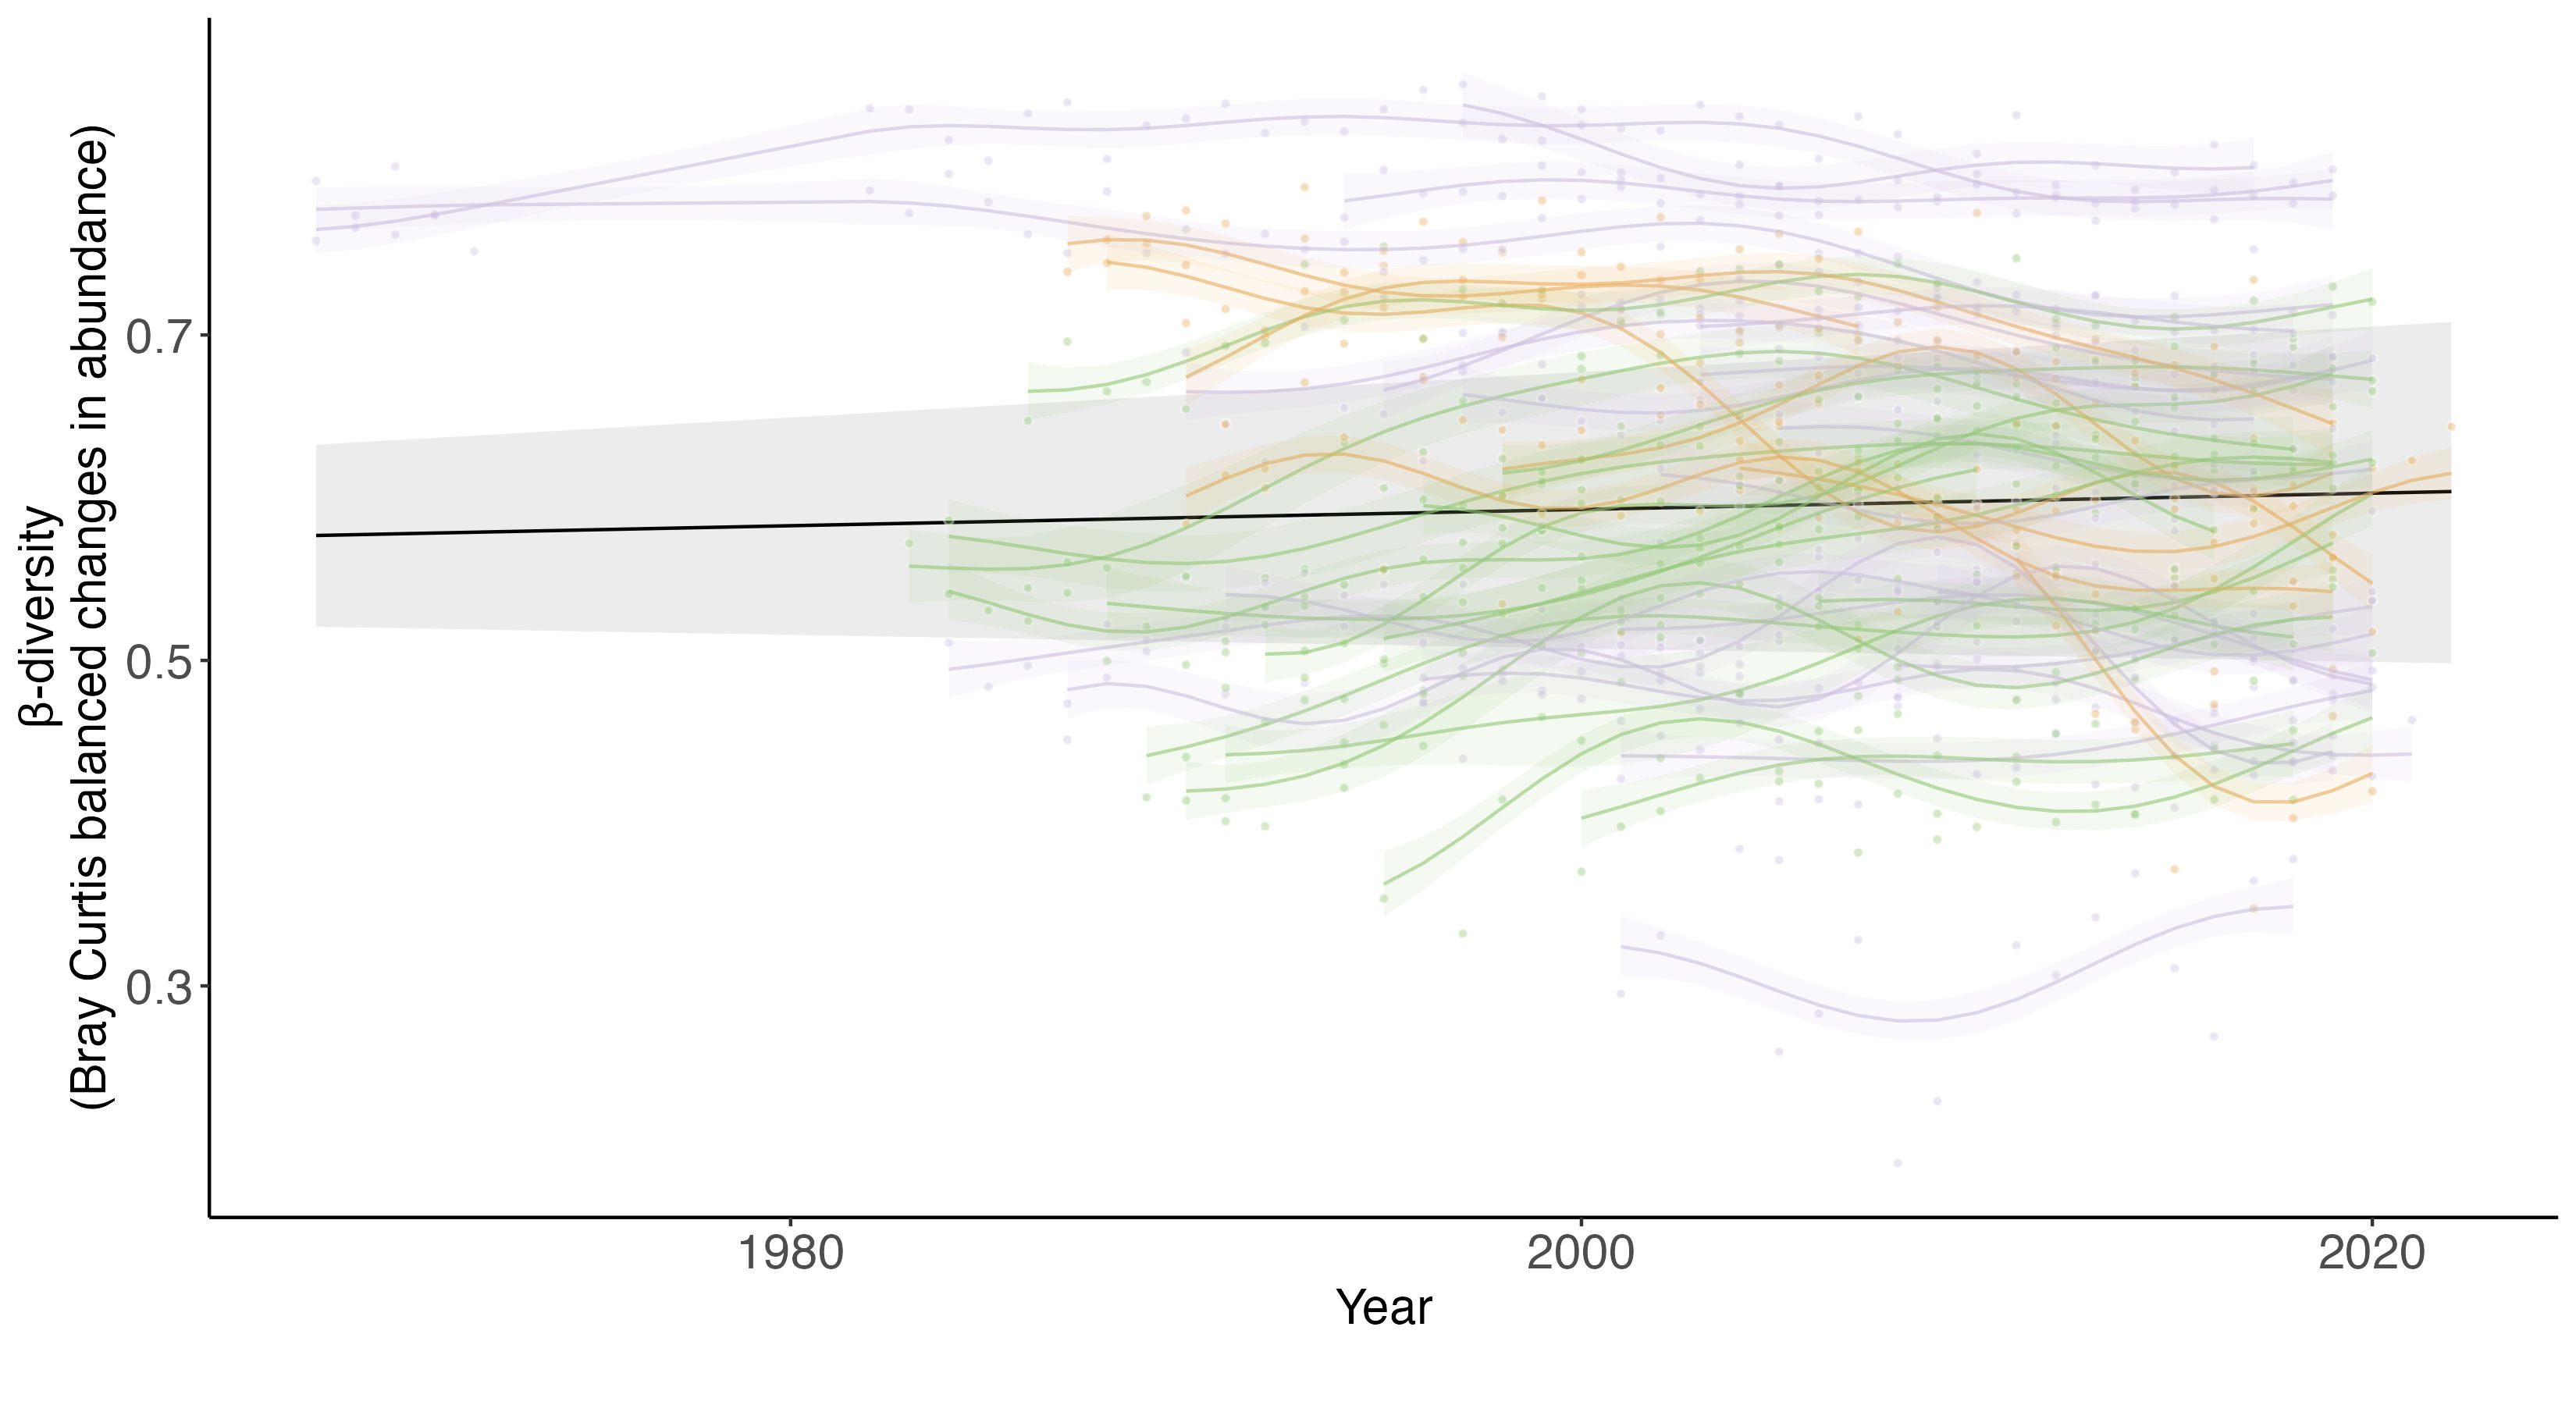 β-diversity
(Bray Curtis balanced changes in abundance)
0.7
0.5
0.3
1980
2000
2020
Year